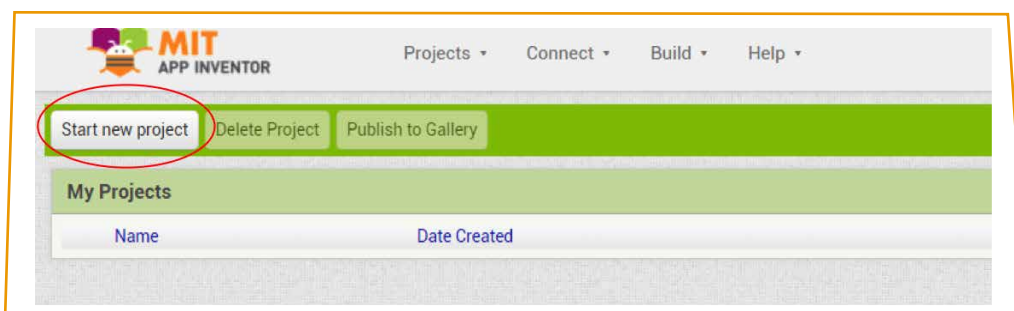 MIT
APP INVENTOR
Projects Connect Build Help
Start new project Delete Project Publish to Gallery
My Projects
Name Date Created